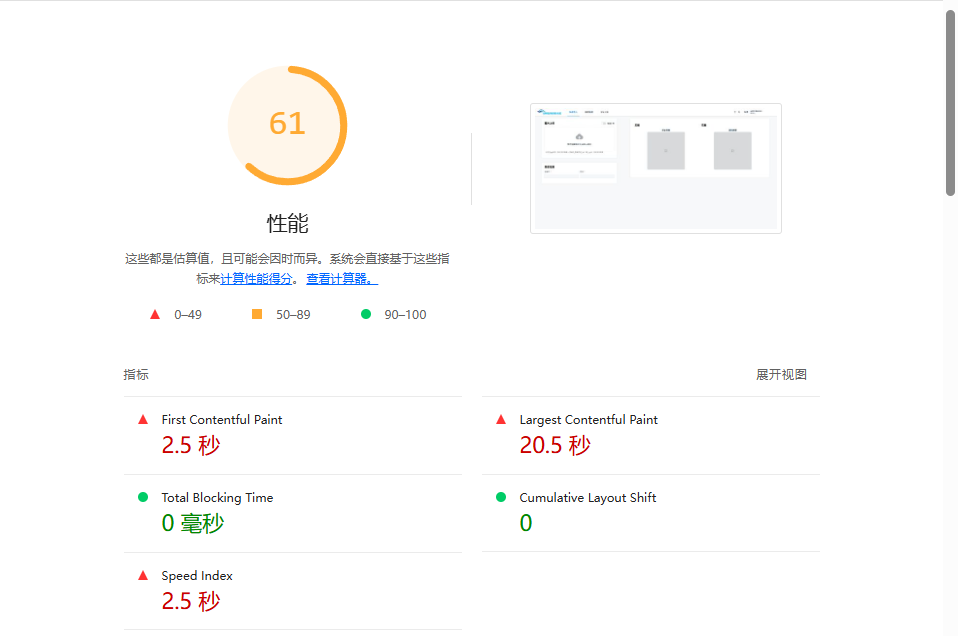 61
性能
这些都是估算值，且可能会因时而异。系统会直接基于这些指
标来计算性能得分。 查看计算器。
0–49 50–89 90–100
指标 展开视图
First Contentful Paint
2.5 秒
Largest Contentful Paint
20.5 秒
Total Blocking Time
0 毫秒
Cumulative Layout Shift
0
Speed Index
2.5 秒